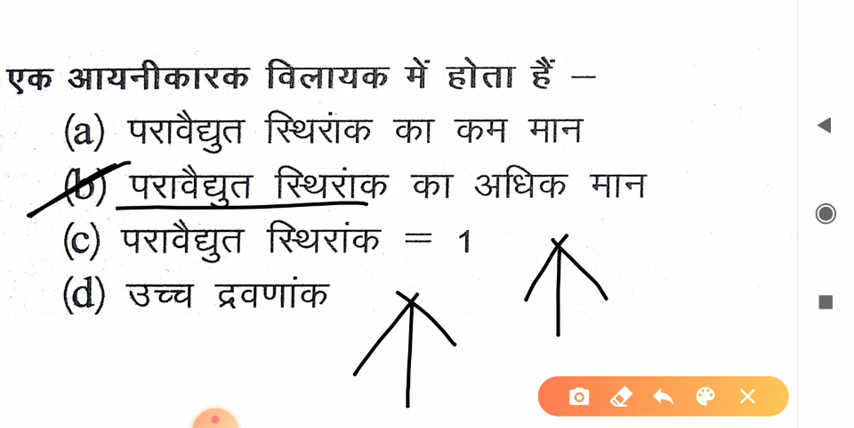 एक आयनीकारक विलायक में होता हैं –
(a) परावैद्युत स्थिरांक का कम मान
(b) परावैद्युत स्थिरांक का अधिक मान
(c) परावैद्युत स्थिरांक = 1
(d) उच्च द्रवणांक